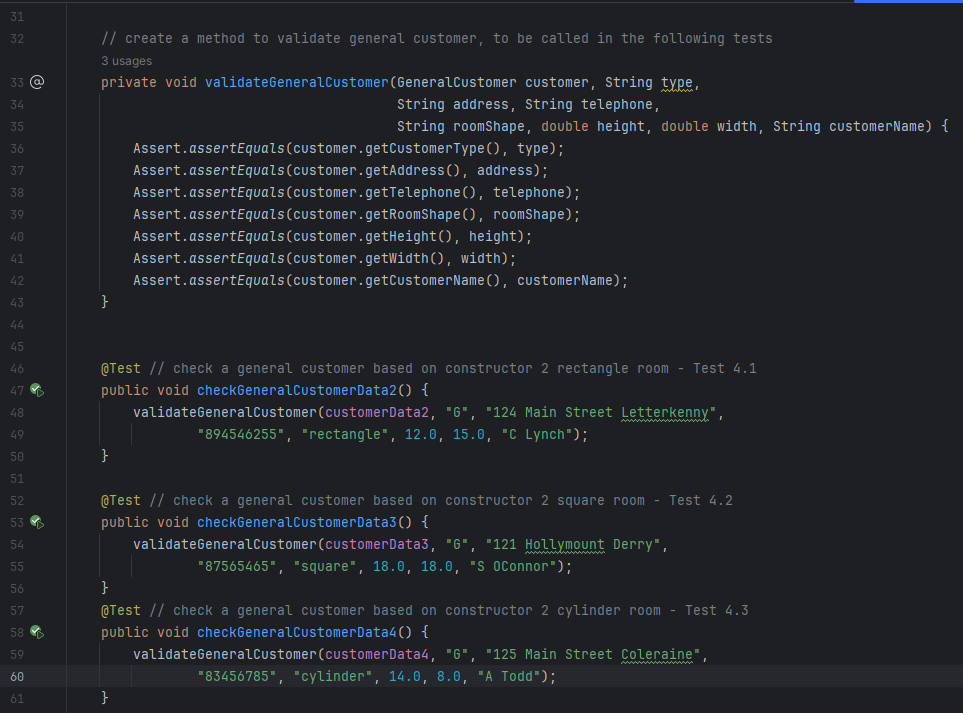 31
32 // create a method to validate general customer, to be called in the following tests
3 usages
33 @ private void validateGeneralCustomer(GeneralCustomer customer, String type,
34 String address, String telephone,
35 String roomShape, double height, double width, String customerName) {
36 Assert.assertEquals(customer.getCustomerType(), type);
37 Assert.assertEquals(customer.getAddress(), address);
38 Assert.assertEquals(customer.getTelephone(), telephone);
39 Assert.assertEquals(customer.getRoomShape(), roomShape);
40 Assert.assertEquals(customer.getHeight(), height);
41 Assert.assertEquals(customer.getWidth(), width);
42 Assert.assertEquals(customer.getCustomerName(), customerName);
43 }
44
45
46 @Test // check a general customer based on constructor 2 rectangle room - Test 4.1
47 public void checkGeneralCustomerData2() {
48 validateGeneralCustomer(customerData2, "G", "124 Main Street Letterkenny",
49 "894546255", "rectangle", 12.0, 15.0, "C Lynch");
50 }
51
52 @Test // check a general customer based on constructor 2 square room - Test 4.2
53 public void checkGeneralCustomerData3() {
54 validateGeneralCustomer(customerData3, "G", "121 Hollymount Derry",
55 "87565465", "square", 18.0, 18.0, "S OConnor");
56 }
57 @Test // check a general customer based on constructor 2 cylinder room - Test 4.3
58 public void checkGeneralCustomerData4() {
59 validateGeneralCustomer(customerData4, "G", "125 Main Street Coleraine",
60 "83456785", "cylinder", 14.0, 8.0, "A Todd");
61 }